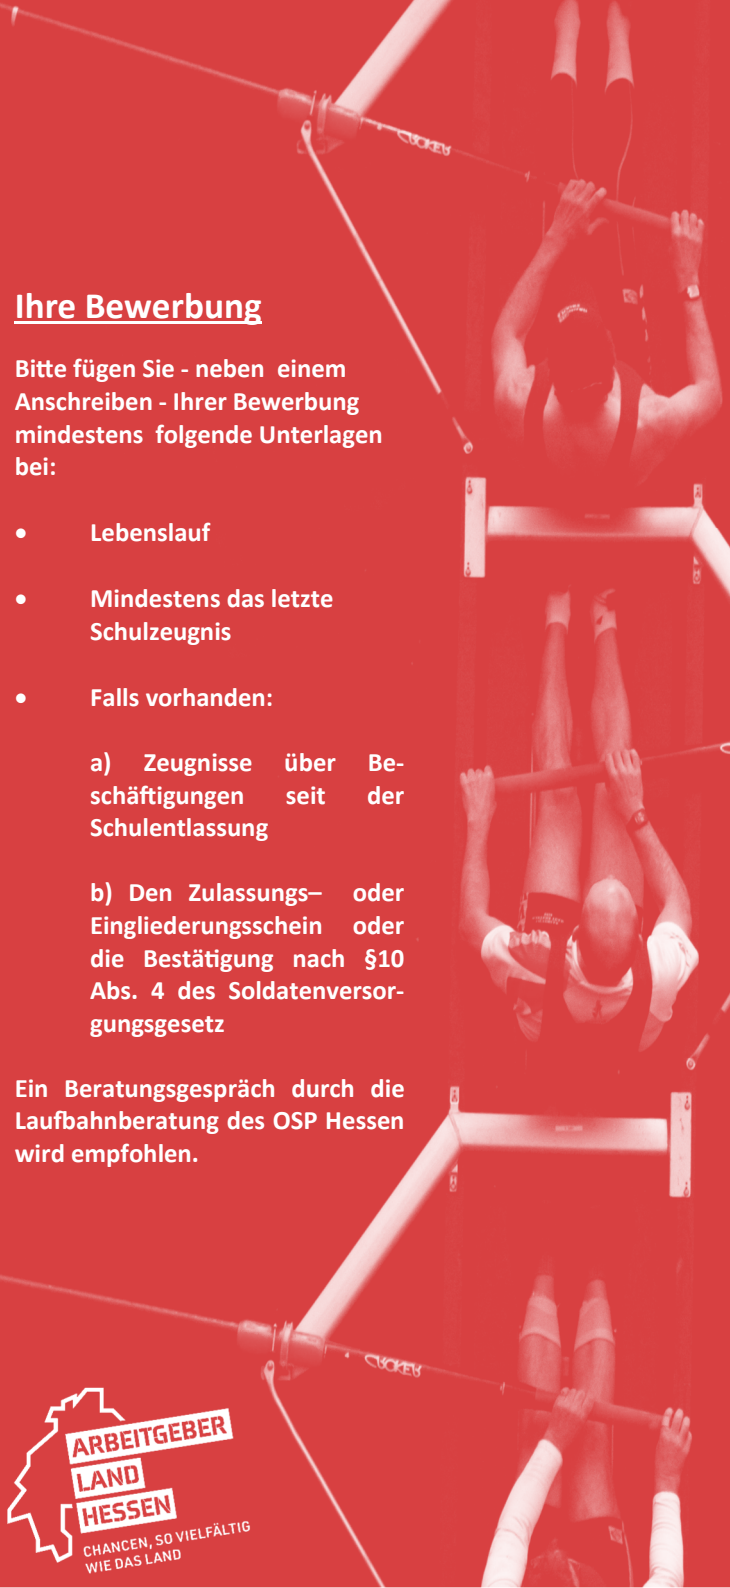 CROKER
Ihre Bewerbung
Bitte fügen Sie - neben einem
Anschreiben - Ihrer Bewerbung
mindestens folgende Unterlagen
bei:
• Lebenslauf
• Mindestens das letzte
Schulzeugnis
• Falls vorhanden:
a) Zeugnisse über Be-
schäftigungen seit der
Schulentlassung
b) Den Zulassungs– oder
Eingliederungsschein oder
die Bestätigung nach §10
Abs. 4 des Soldatenversor-
gungsgesetz
Ein Beratungsgespräch durch die
Laufbahnberatung des OSP Hessen
wird empfohlen.
CROKER
ARBEITGEBER
LAND
HESSEN
CHANCEN, SO VIELFÄLTIG
WIE DAS LAND